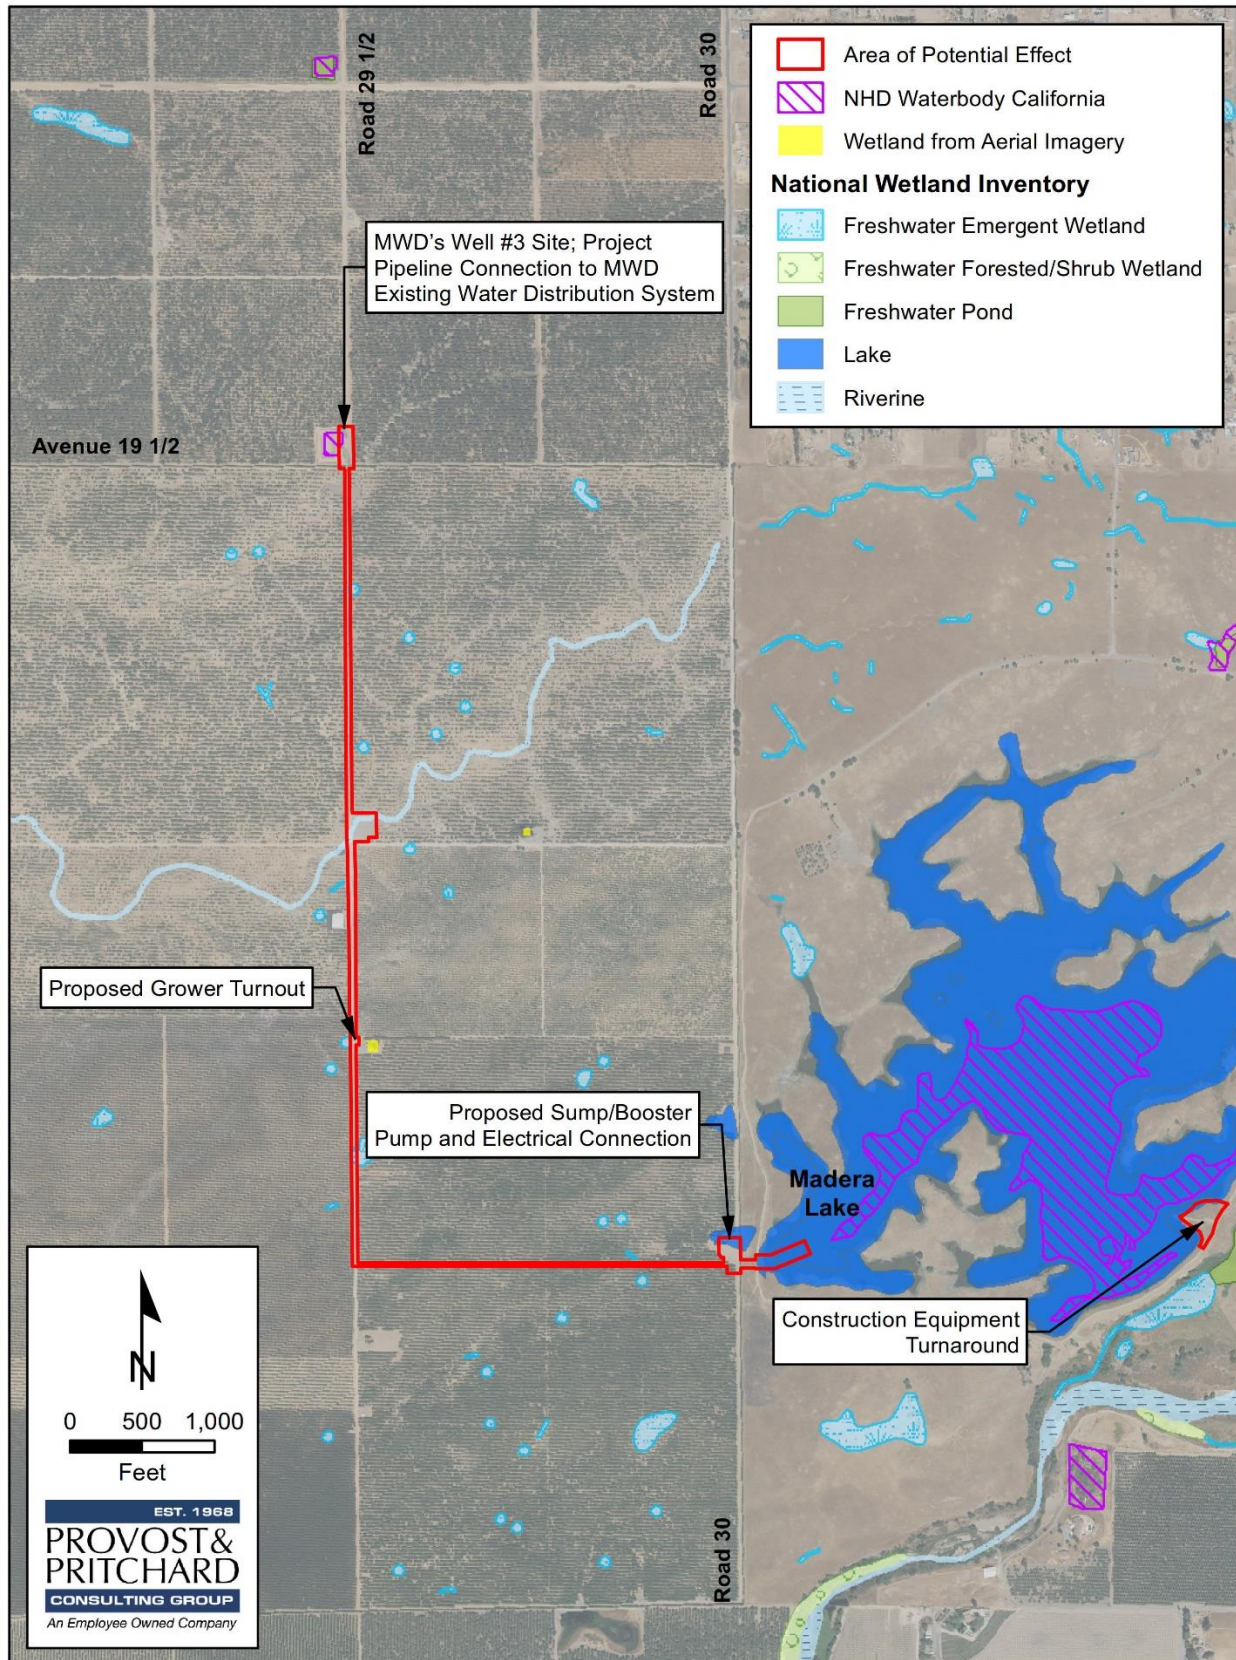 Road 29 1/2
Road 30
Area of Potential Effect
NHD Waterbody California
Wetland from Aerial Imagery
National Wetland Inventory
Freshwater Emergent Wetland
Freshwater Forested/Shrub Wetland
Freshwater Pond
Lake
Riverine
MWD's Well #3 Site; Project
Pipeline Connection to MWD
Existing Water Distribution System
Avenue 19 1/2
Proposed Grower Turnout
Proposed Sump/Booster
Pump and Electrical Connection
Madera
Lake
Construction Equipment
Turnaround
N
0 500 1,000
Feet
EST. 1968
PROVOST&
PRITCHARD
CONSULTING GROUP
An Employee Owned Company
Road 30